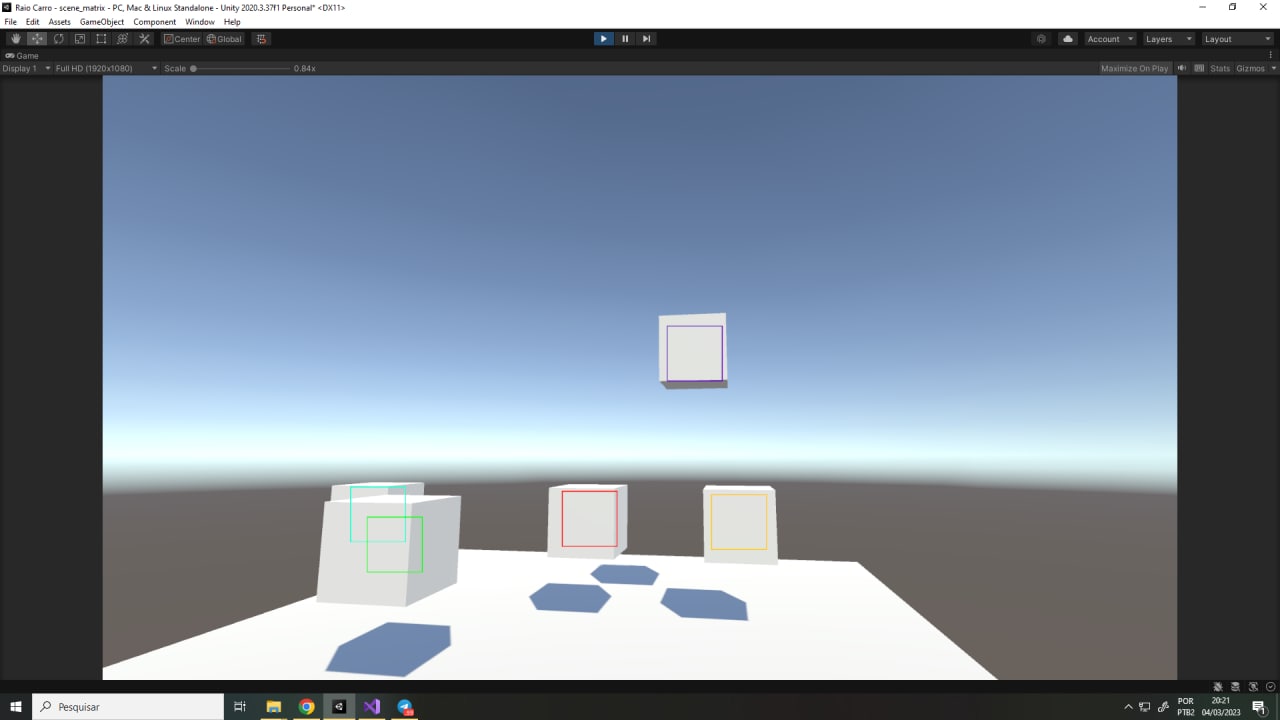 Raio Carro - scene_matrix - PC, Mac & Linux Standalone - Unity 2020.3.37f1 Personal* <DX11>
File Edit Assets GameObject Component Window Help
Center Global Account Layers Layout
Game
Display 1 Full HD (1920x1080) Scale 0.84x Maximize On Play Stats Gizmos
Pesquisar
POR
PTB2
20:21
04/03/2023